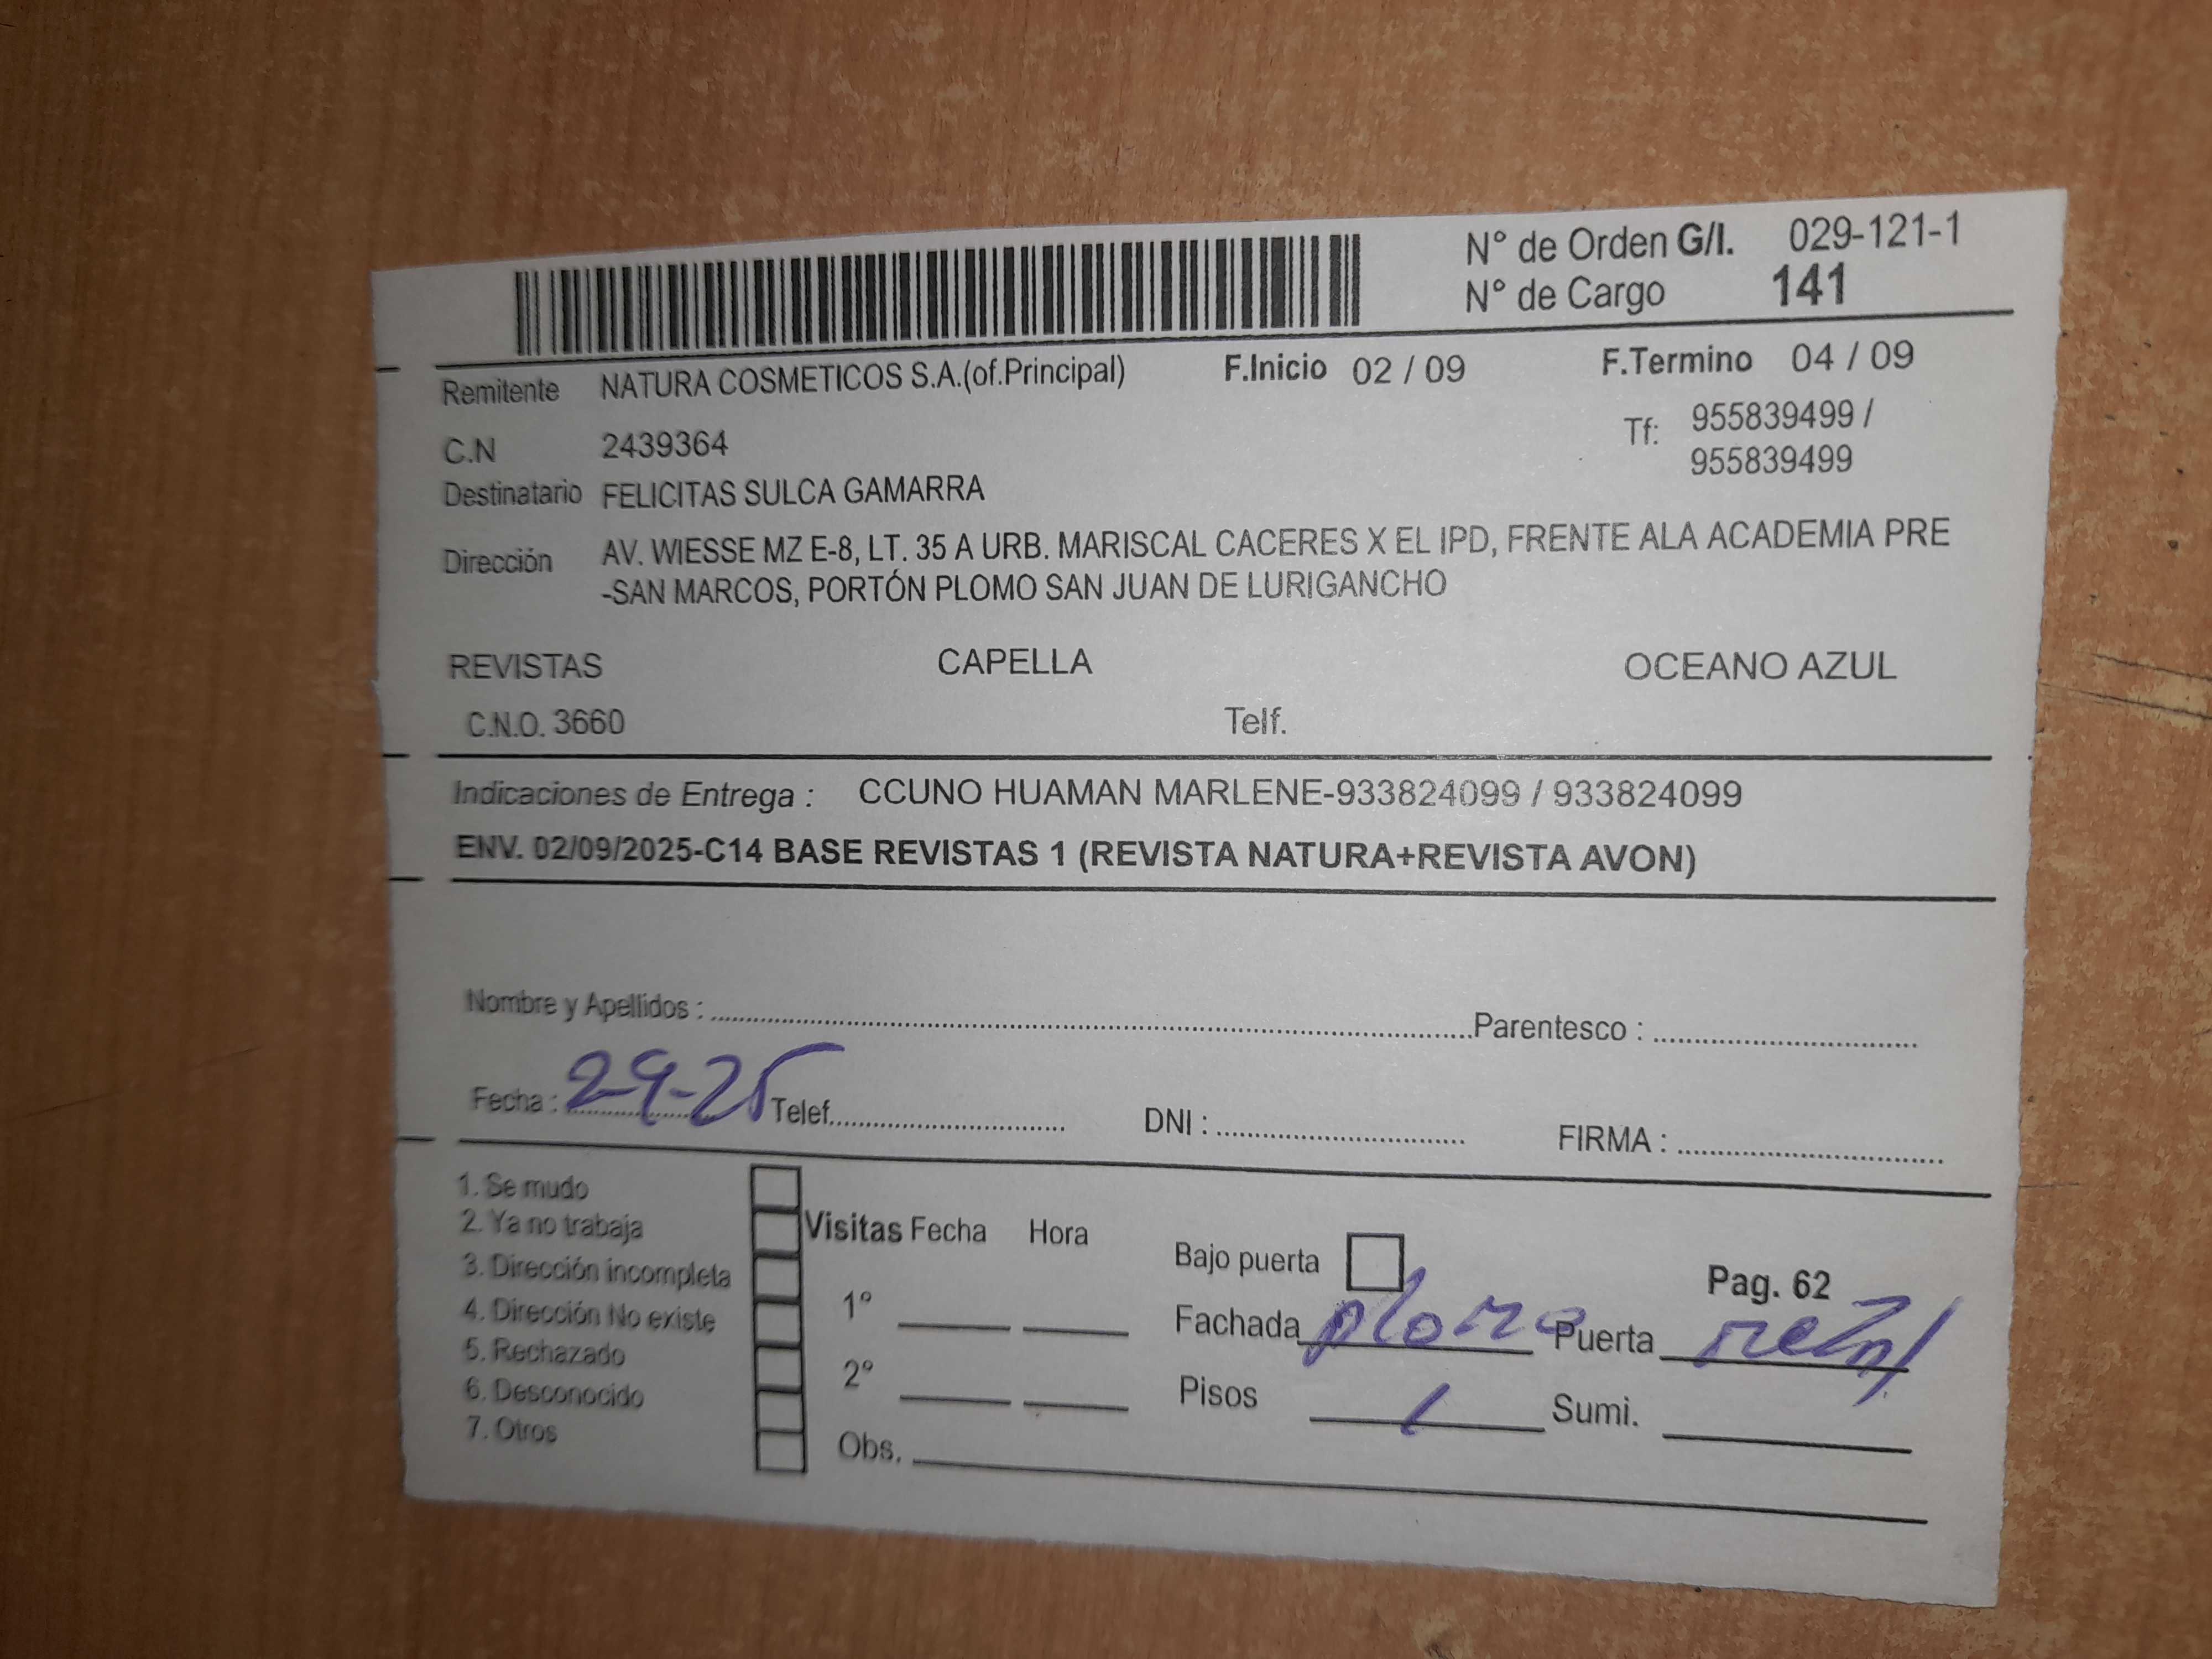 N° de Orden G/I. 029-121-1
N° de Cargo 141
Remitente NATURA COSMETICOS S.A.(of.Principal) F.Inicio 02 / 09 F.Termino 04 / 09
C.N 2439364 Tf: 955839499 /
955839499
Destinatario FELICITAS SULCA GAMARRA
Dirección AV. WIESSE MZ E-8, LT. 35 A URB. MARISCAL CACERES X EL IPD, FRENTE ALA ACADEMIA PRE
-SAN MARCOS, PORTÓN PLOMO SAN JUAN DE LURIGANCHO
REVISTAS CAPELLA OCEANO AZUL
C.N.O. 3660 Telf.
Indicaciones de Entrega : CCUNO HUAMAN MARLENE-933824099 / 933824099
ENV. 02/09/2025-C14 BASE REVISTAS 1 (REVISTA NATURA+REVISTA AVON)
Nombre y Apellidos : Parentesco :
Fecha : 2-9-25 Telef. DNI : FIRMA :
1. Se mudo
2. Ya no trabaja
3. Dirección incompleta
4. Dirección No existe
5. Rechazado
6. Desconocido
7. Otros
Visitas Fecha Hora
1°
2°
Obs.
Bajo puerta Pag. 62
Fachada plomo Puerta
Pisos 1 Sumi.